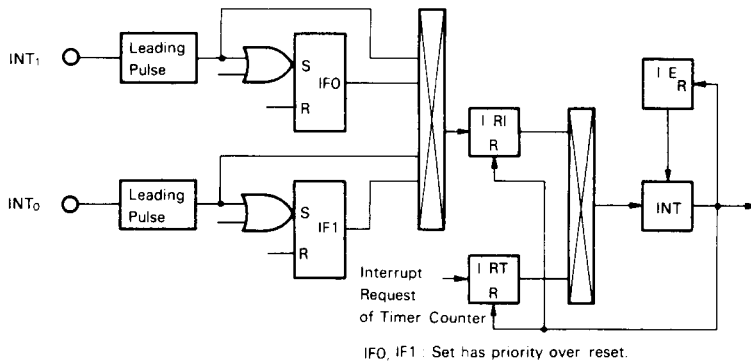 INT₁
Leading
Pulse
S
IF0
R
INT₀
Leading
Pulse
S
IF1
R
I RI
R
I E
R
INT
Interrupt
Request
of Timer Counter
I RT
R
IFO, IF1 : Set has priority over reset.